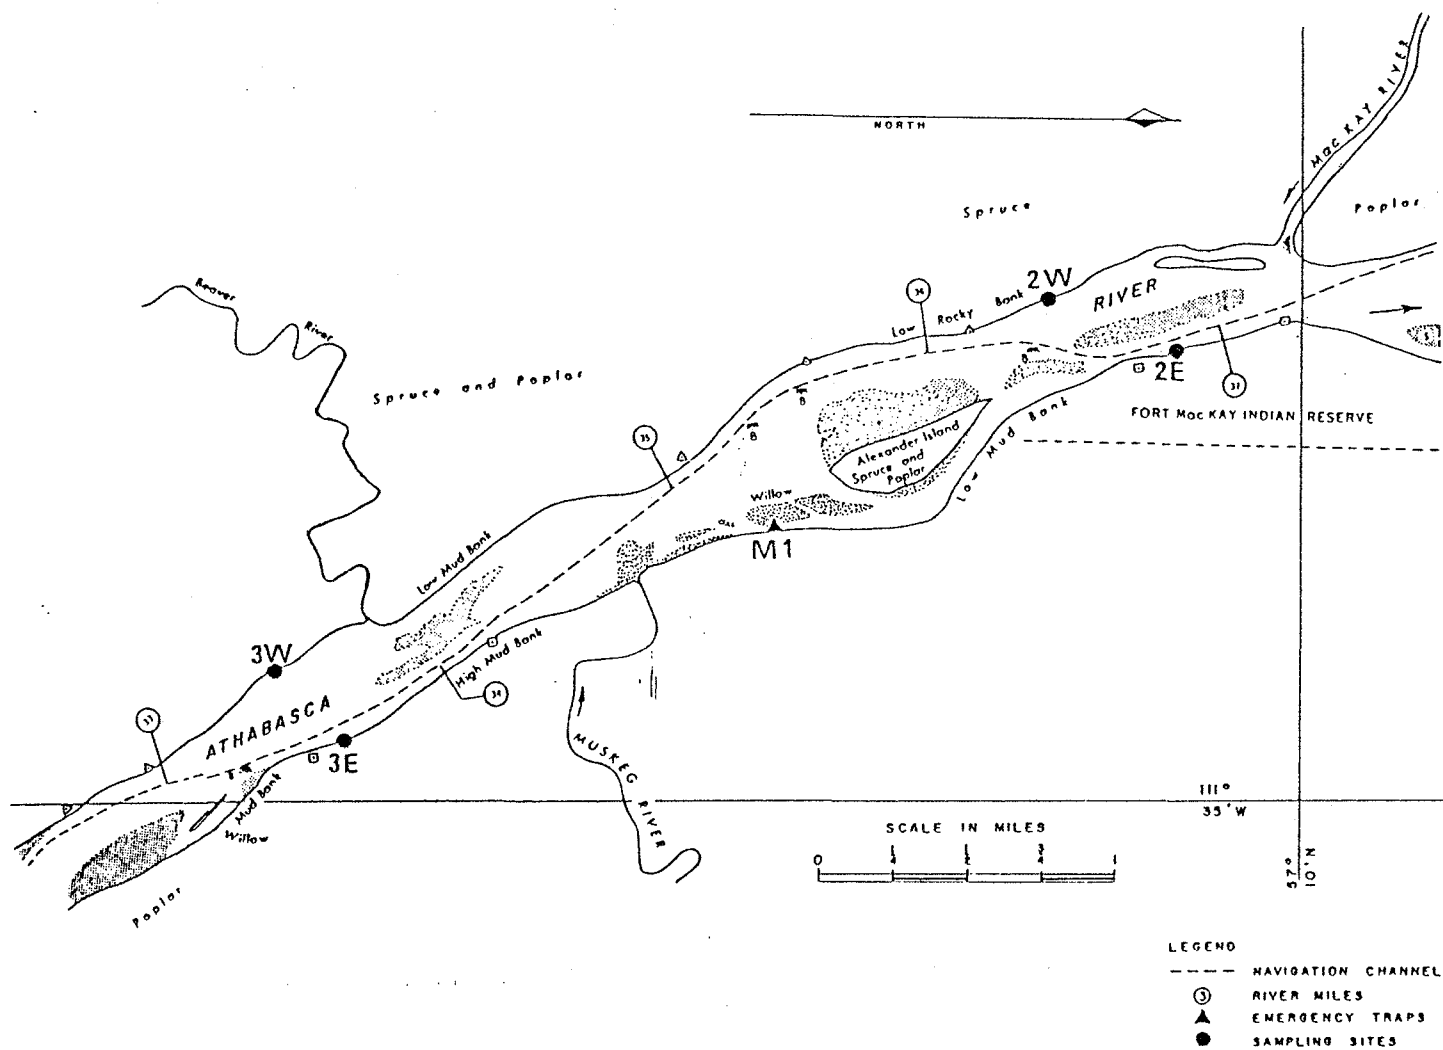 NORTH
MacKAY RIVER
Spruce
Poplar
Beaver
River
2W
RIVER
36
Low Rocky Bank
B
Spruce and Poplar
B
2E
37
B
FORT MacKAY INDIAN RESERVE
35
Alexander Island
Spruce and
Poplar
Low Mud Bank
Willow
M1
Low Mud Bank
3W
High Mud Bank
34
ATHABASCA
33
3E
MUSKEG RIVER
Mud Bank
Willow
111°
35'W
Poplar
SCALE IN MILES
0 1/4 1/2 3/4 1
57°
10'N
LEGEND
NAVIGATION CHANNEL
3 RIVER MILES
EMERGENCY TRAPS
SAMPLING SITES